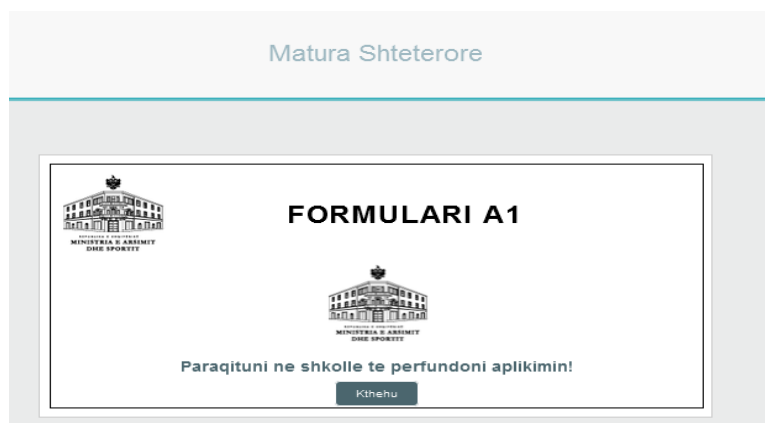 Matura Shteterore
MINISTRIA E ARSIMIT
DHE SPORTIT
FORMULARI A1
MINISTRIA E ARSIMIT
DHE SPORTIT
Paraqituni ne shkolle te perfundoni aplikimin!
Kthehu